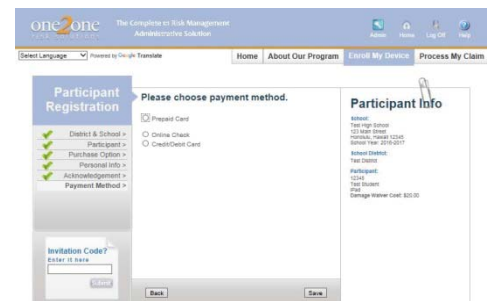 one2one
The Complete in Risk Management
Administrative Solution
Admin
Home
Log Off
Help
Select Language
Powered by Google Translate
Home
About Our Program
Enroll My Device
Process My Claim
Participant
Registration
District & School >
Participant >
Purchase Option >
Personal Info >
Acknowledgement >
Payment Method >
Invitation Code?
Enter it here
Submit
Please choose payment method.
Prepaid Card
Online Check
Credit/Debit Card
Back
Save
Participant Info
School:
Test High School
123 Main Street
Honolulu, Hawaii 12345
School Year: 2016-2017
School District:
Test District
Participant:
12345
Test Student
iPad
Damage Waiver Cost: $20.00